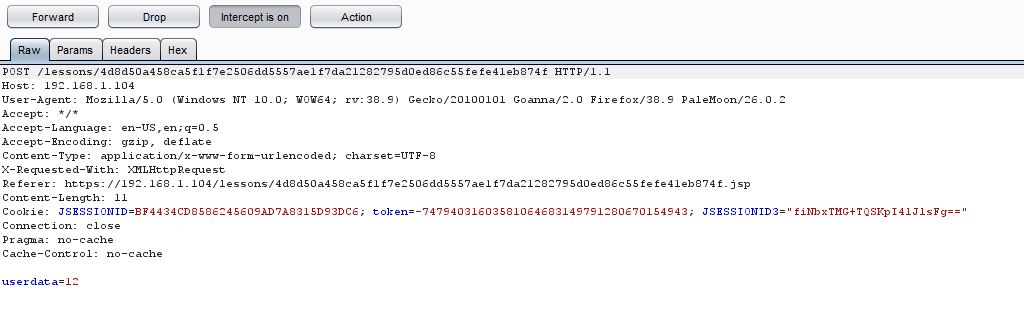 Forward Drop Intercept is on Action
Raw Params Headers Hex
POST /lessons/4d8d50a458ca5f1f7e2506dd5557ae1f7da21282795d0ed86c55fefe41eb874f HTTP/1.1
Host: 192.168.1.104
User-Agent: Mozilla/5.0 (Windows NT 10.0; WOW64; rv:38.9) Gecko/20100101 Goanna/2.0 Firefox/38.9 PaleMoon/26.0.2
Accept: */*
Accept-Language: en-US,en;q=0.5
Accept-Encoding: gzip, deflate
Content-Type: application/x-www-form-urlencoded; charset=UTF-8
X-Requested-With: XMLHttpRequest
Referer: https://192.168.1.104/lessons/4d8d50a458ca5f1f7e2506dd5557ae1f7da21282795d0ed86c55fefe41eb874f.jsp
Content-Length: 11
Cookie: JSESSIONID=BF4434CD8586245609AD7A8315D93DC6; token=-74794031603581064683149791280670154943; JSESSIONID3="fiNbxTMG+TQSKpI41J1sFg=="
Connection: close
Pragma: no-cache
Cache-Control: no-cache
userdata=12